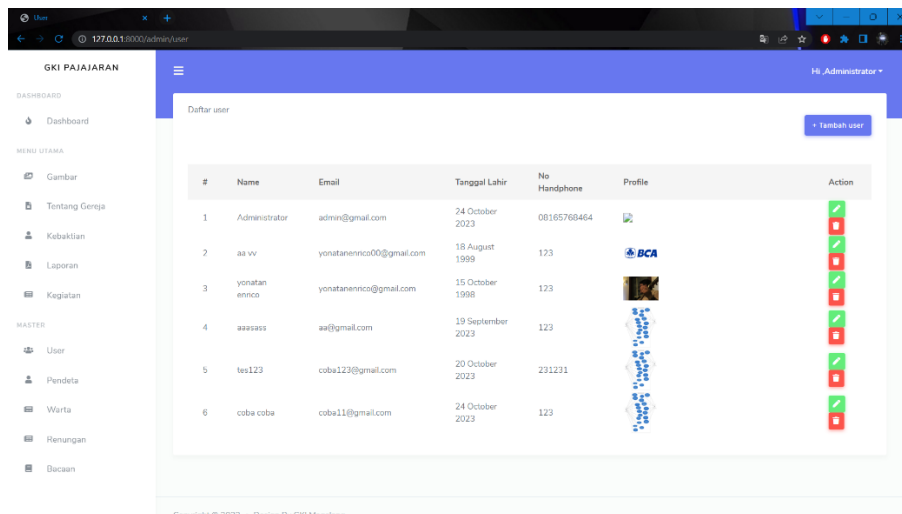 User
127.0.0.1:8000/admin/user
GKI PAJAJARAN
Hi ,Administrator
DASHBOARD
Dashboard
MENU UTAMA
Gambar
Tentang Gereja
Kebaktian
Laporan
Kegiatan
MASTER
User
Pendeta
Warta
Renungan
Bacaan
Daftar user
+ Tambah user
# Name Email Tanggal Lahir No Handphone Profile Action
1 Administrator admin@gmail.com 24 October 2023 08165768464
2 aa vv yonatanennco00@gmail.com 18 August 1999 123 BCA
3 yonatan ennco yonatanennco@gmail.com 15 October 1998 123
4 aaasass aa@gmail.com 19 September 2023 123
5 tes123 coba123@gmail.com 20 October 2023 231231
6 coba coba coba11@gmail.com 24 October 2023 123